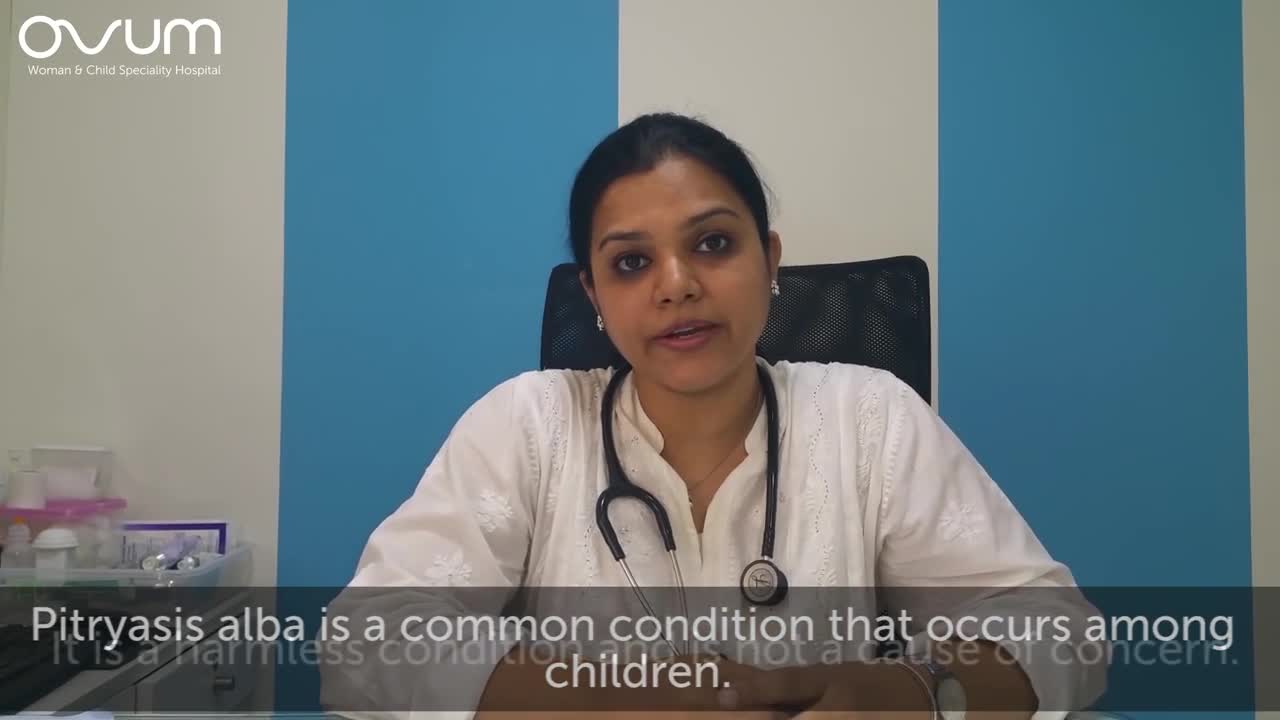 ovum
Woman & Child Speciality Hospital
Pitryasis alba is a common condition that occurs among
children.
It is a harmless condition and is not a cause of concern.